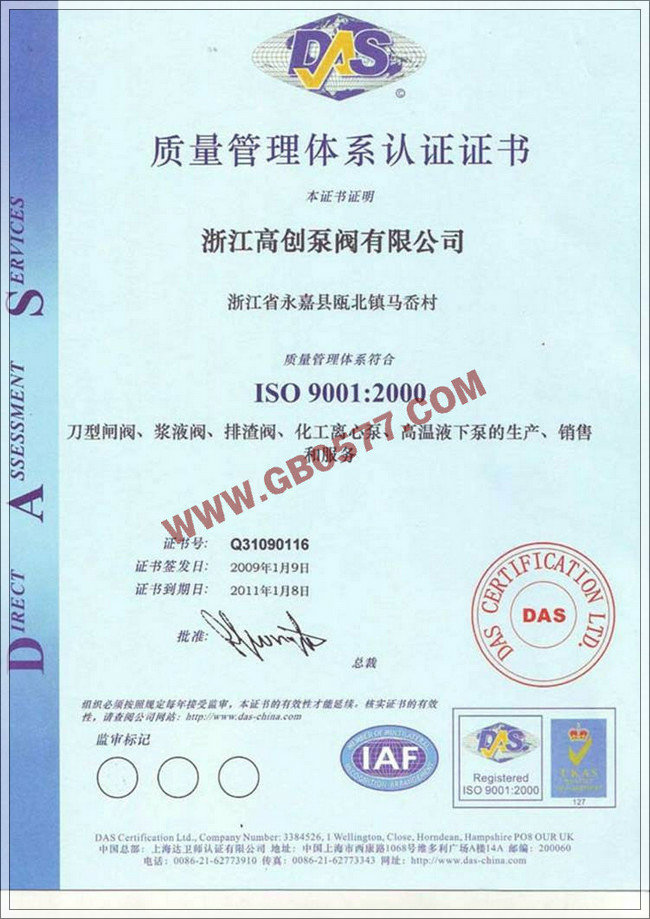 DAS
©
质量管理体系认证证书
本证书证明
浙江高创泵阀有限公司
浙江省永嘉县瓯北镇马岙村
质量管理体系符合
ISO 9001:2000
刀型闸阀、浆液阀、排渣阀、化工离心泵、高温液下泵的生产、销售
和服务
WWW.GB0577.COM
证书号: Q31090116
证书签发日: 2009年1月9日
证书到期日: 2011年1月8日
批准:
总裁
DAS CERTIFICATION LTD.
DAS
DIRECT ASSESSMENT SERVICES
组织必须按照规定每年接受监审，本证书的有效性才能延续，核实证书的有效
性，请查阅公司网站：http://www.das-china.com
监审标记
MEMBER OF MULTILATERAL
IAF
RECOGNITION ARRANGEMENT
DAS
Registered
ISO 9001:2000
UKAS
127
DAS Certification Ltd., Company Number: 3384526, 1 Wellington, Close, Horndean, Hampshire PO8 OUR UK
中国总部：上海达卫师认证有限公司 地址：中国上海市西康路1068号维多利广场A楼14A 邮编：200060
电话：0086-21-62773910 传真：0086-21-62773343 网址：http://www.das-china.com